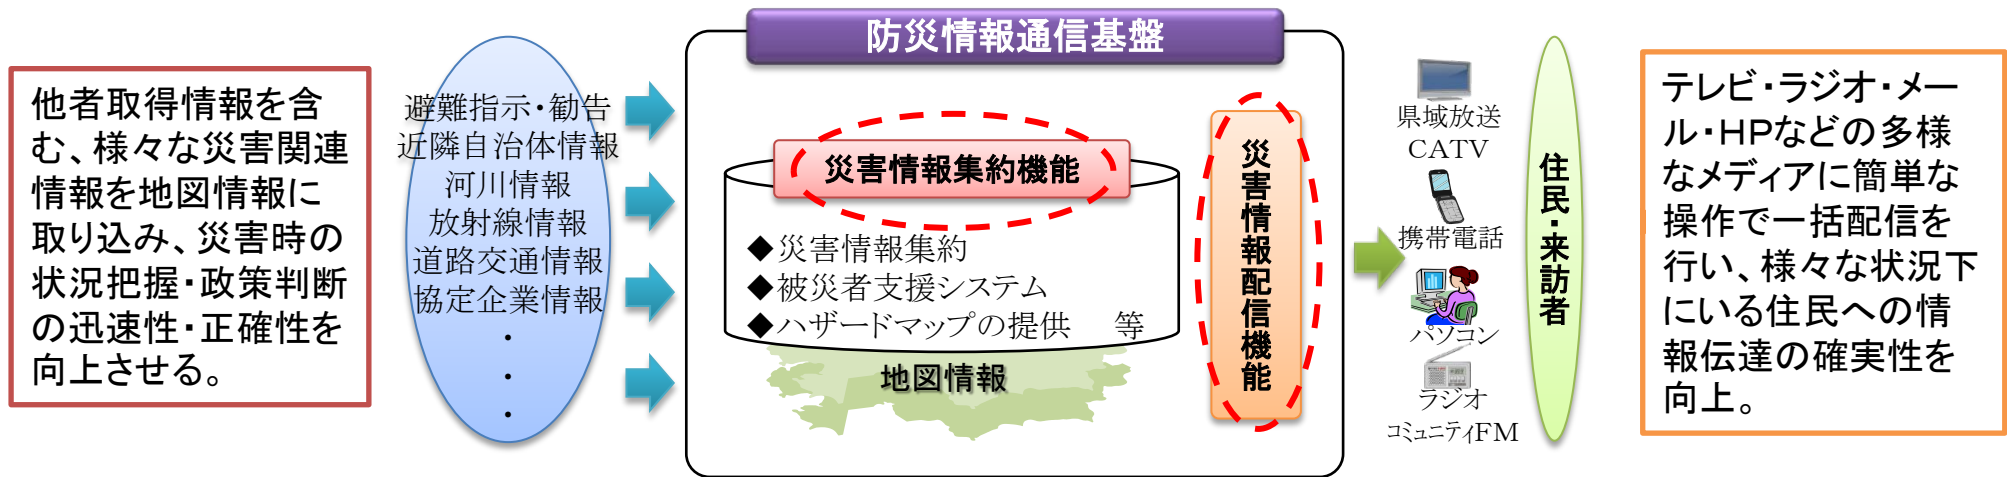 防災情報通信基盤
他者取得情報を含
む、様々な災害関連
情報を地図情報に
取り込み、災害時の
状況把握・政策判断
の迅速性・正確性を
向上させる。
避難指示・勧告
近隣自治体情報
河川情報
放射線情報
道路交通情報
協定企業情報
・
・
・
災害情報集約機能
◆災害情報集約
◆被災者支援システム
◆ハザードマップの提供　等
地図情報
災害情報配信機能
県域放送
CATV
携帯電話
パソコン
ラジオ
コミュニティFM
住民・来訪者
テレビ・ラジオ・メー
ル・HPなどの多様
なメディアに簡単な
操作で一括配信を
行い、様々な状況下
にいる住民への情
報伝達の確実性を
向上。